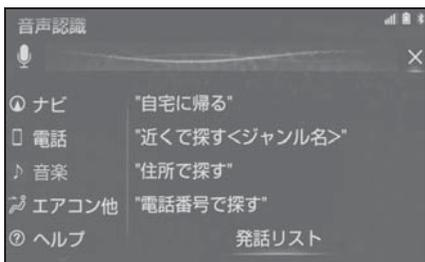 音声認識
ナビ
"自宅に帰る"
電話
"近くで探す<ジャンル名>"
音楽
"住所で探す"
エアコン他
"電話番号で探す"
ヘルプ
発話リスト